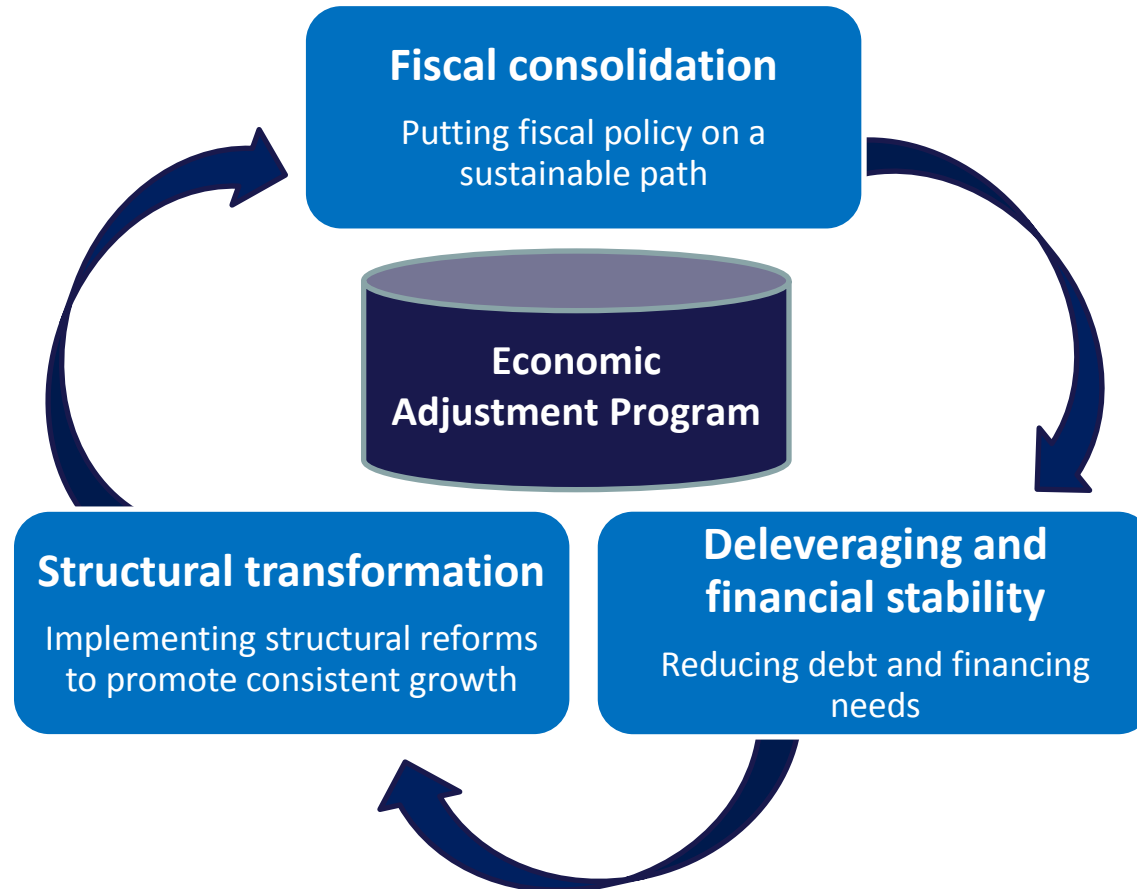 Fiscal consolidation
Putting fiscal policy on a
sustainable path
Economic
Adjustment Program
Structural transformation
Implementing structural reforms
to promote consistent growth
Deleveraging and
financial stability
Reducing debt and financing
needs